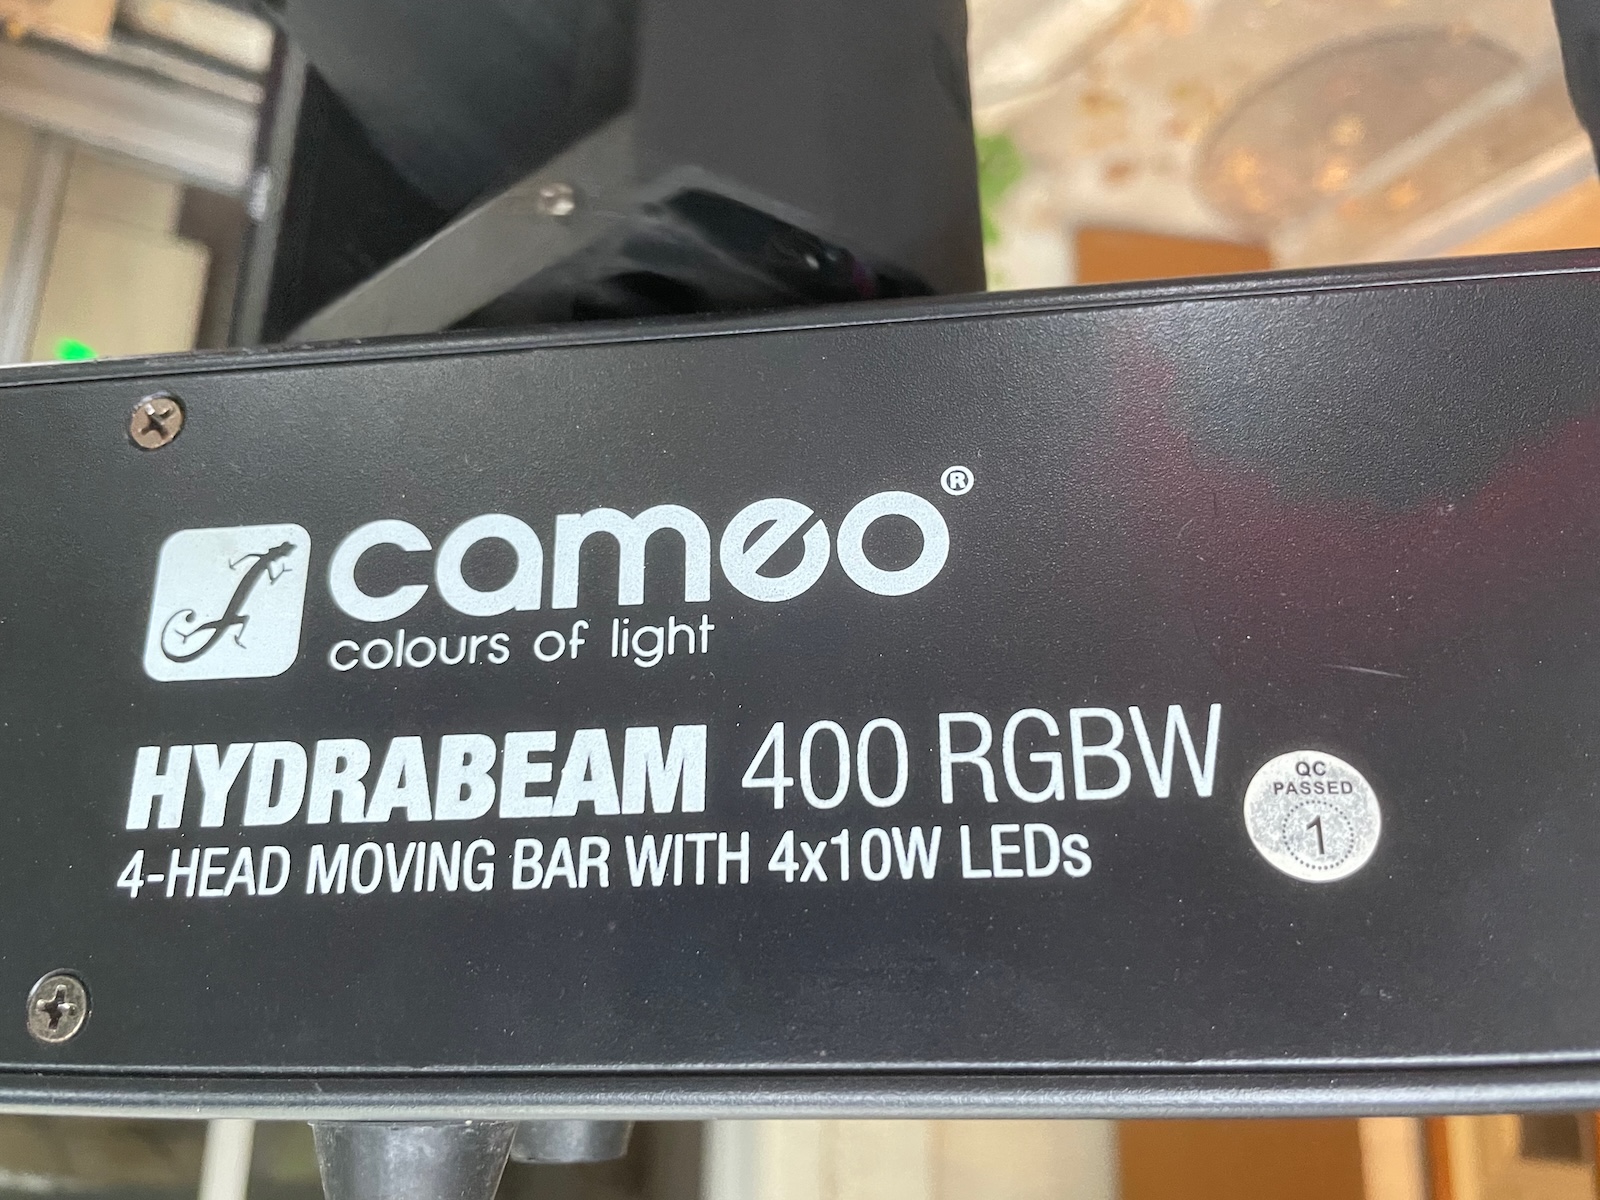 cameo®
colours of light
HYDRABEAM 400 RGBW
4-HEAD MOVING BAR WITH 4x10W LEDs
QC
PASSED
1